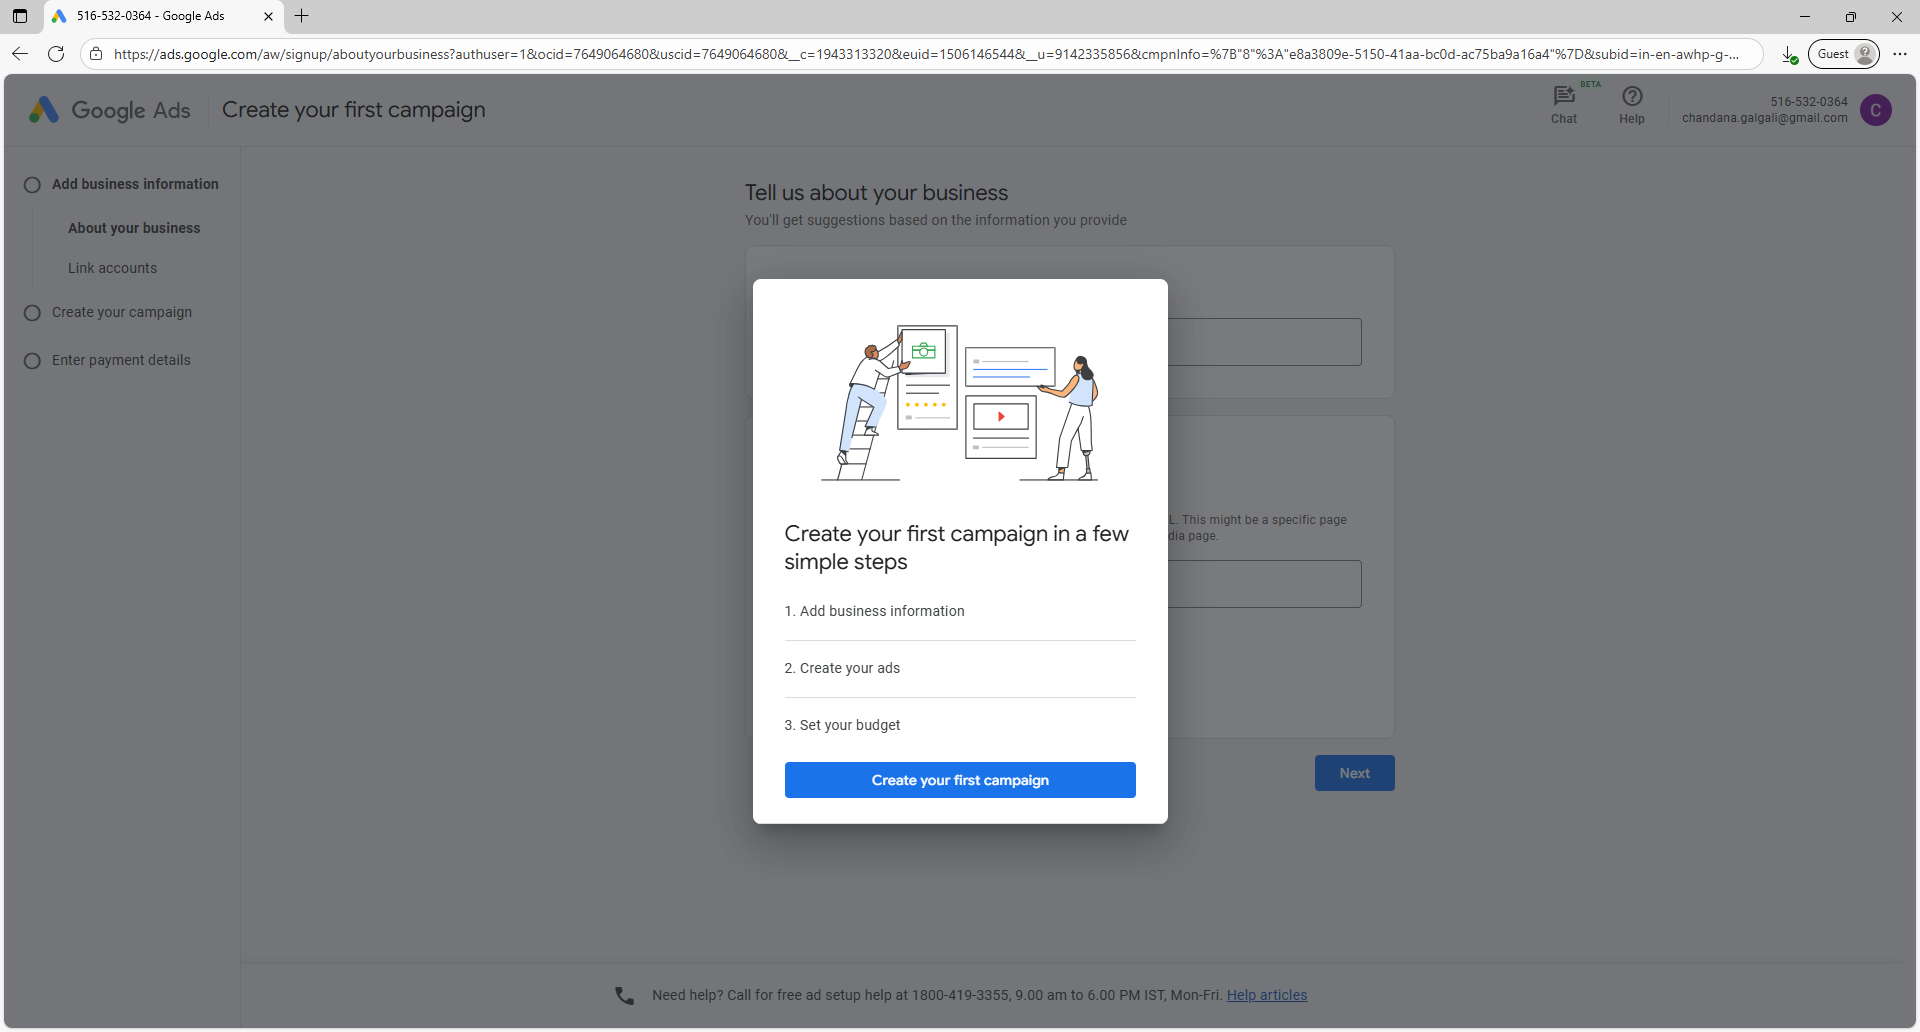 516-532-0364 - Google Ads
https://ads.google.com/aw/signup/aboutyourbusiness?authuser=1&ocid=7649064680&uscid=7649064680&__c=1943313320&euid=1506146544&__u=9142335856&cmpnInfo=%7B"8"%3A"e8a3809e-5150-41aa-bc0d-ac75ba9a16a4"%7D&subid=in-en-awhp-g-...
Guest
Google Ads
Create your first campaign
BETA
Chat
Help
516-532-0364
chandana.galgali@gmail.com
C
Add business information
About your business
Link accounts
Create your campaign
Enter payment details
Tell us about your business
You'll get suggestions based on the information you provide
L. This might be a specific page
dia page.
Create your first campaign in a few
simple steps
1. Add business information
2. Create your ads
3. Set your budget
Create your first campaign
Next
Need help? Call for free ad setup help at 1800-419-3355, 9.00 am to 6.00 PM IST, Mon-Fri. Help articles